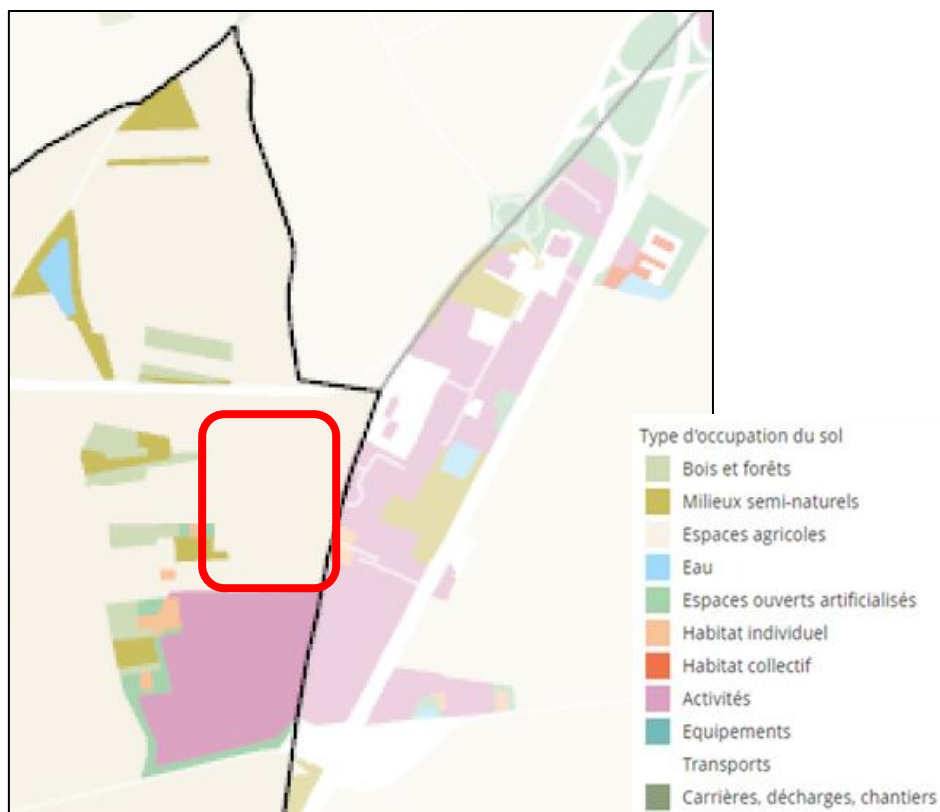 Type d'occupation du sol
Bois et forêts
Milieux semi-naturels
Espaces agricoles
Eau
Espaces ouverts artificialisés
Habitat individuel
Habitat collectif
Activités
Equipements
Transports
Carrières, décharges, chantiers